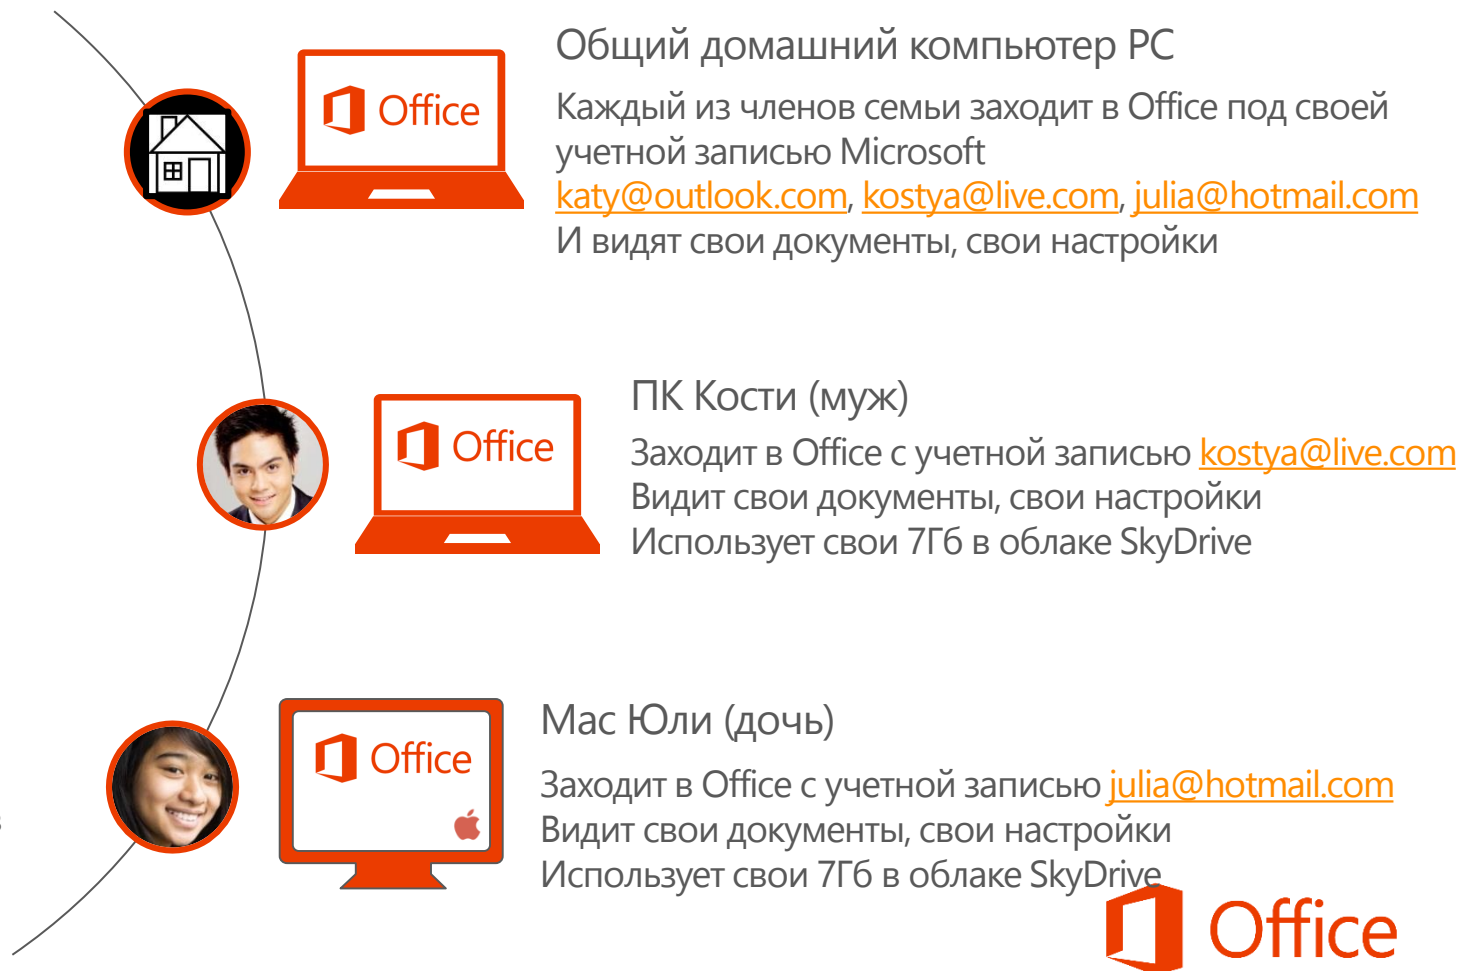 Office
Общий домашний компьютер PC
Каждый из членов семьи заходит в Office под своей
учетной записью Microsoft
katy@outlook.com, kostya@live.com, julia@hotmail.com
И видят свои документы, свои настройки
Office
ПК Кости (муж)
Заходит в Office с учетной записью kostya@live.com
Видит свои документы, свои настройки
Использует свои 7Гб в облаке SkyDrive
Office
Мас Юли (дочь)
Заходит в Office с учетной записью julia@hotmail.com
Видит свои документы, свои настройки
Использует свои 7Гб в облаке SkyDrive
Office